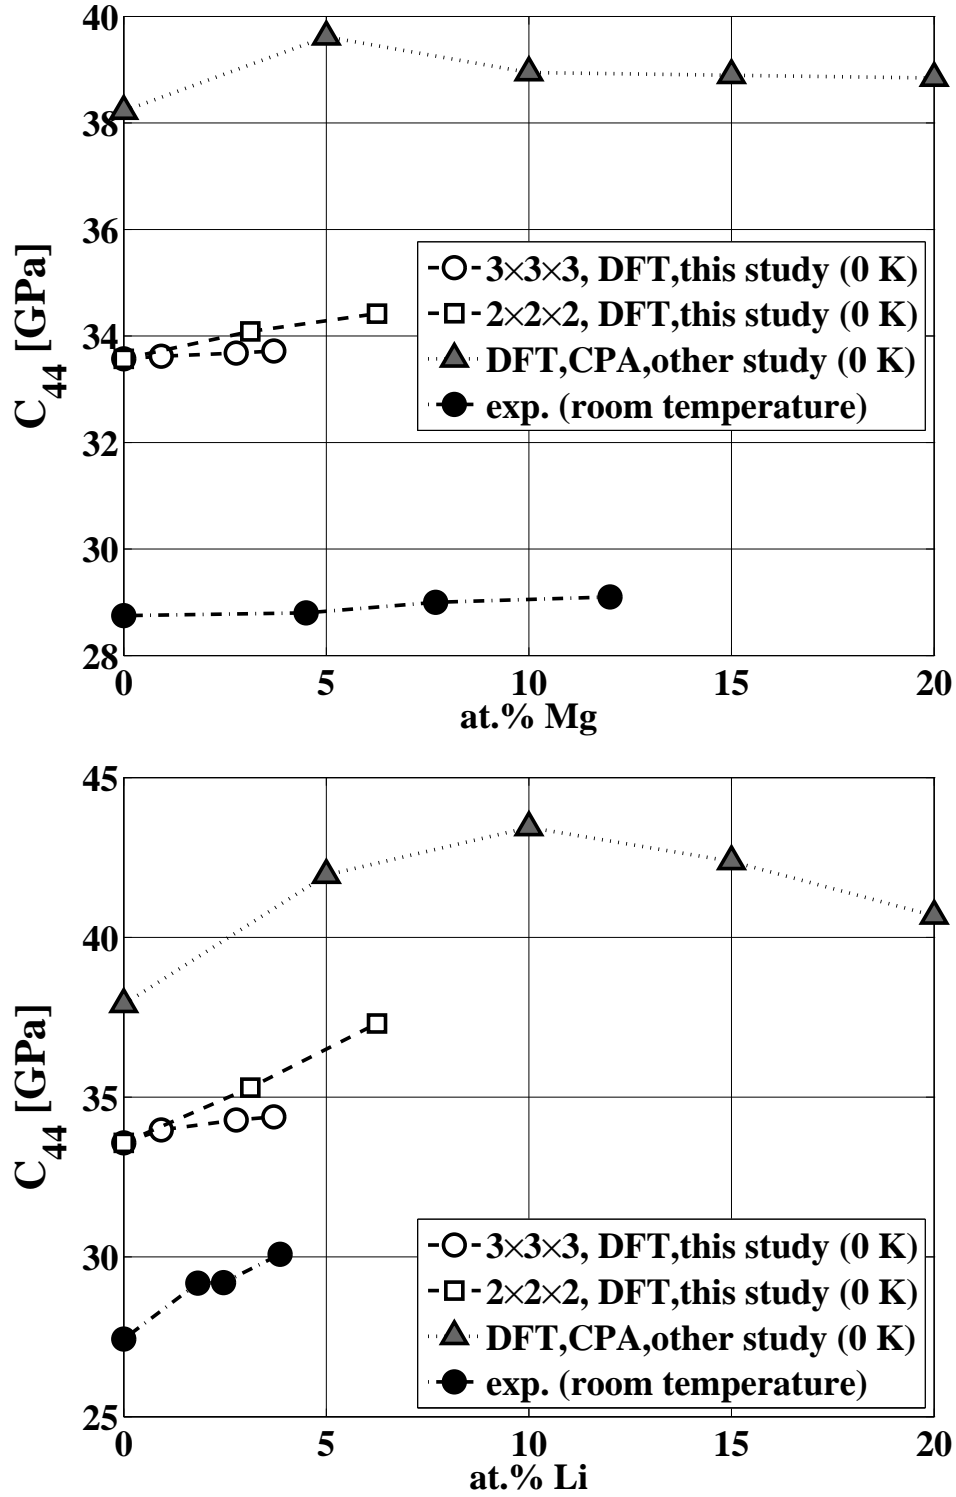 40
38
36
34
32
30
28
C44 [GPa]
3×3×3, DFT,this study (0 K)
2×2×2, DFT,this study (0 K)
DFT,CPA,other study (0 K)
exp. (room temperature)
0 5 10 15 20
at.% Mg
45
40
35
30
25
C44 [GPa]
3×3×3, DFT,this study (0 K)
2×2×2, DFT,this study (0 K)
DFT,CPA,other study (0 K)
exp. (room temperature)
0 5 10 15 20
at.% Li